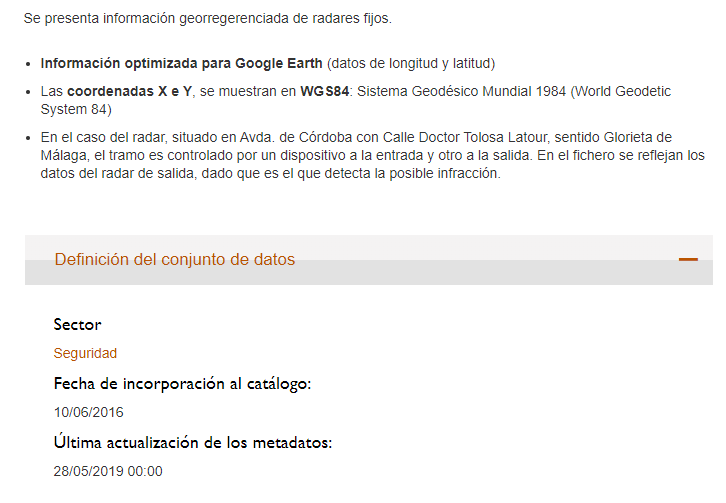 Se presenta información georregerenciada de radares fijos.
• Información optimizada para Google Earth (datos de longitud y latitud)
• Las coordenadas X e Y, se muestran en WGS84: Sistema Geodésico Mundial 1984 (World Geodetic
System 84)
• En el caso del radar, situado en Avda. de Córdoba con Calle Doctor Tolosa Latour, sentido Glorieta de
Málaga, el tramo es controlado por un dispositivo a la entrada y otro a la salida. En el fichero se reflejan los
datos del radar de salida, dado que es el que detecta la posible infracción.
Definición del conjunto de datos
Sector
Seguridad
Fecha de incorporación al catálogo:
10/06/2016
Última actualización de los metadatos:
28/05/2019 00:00